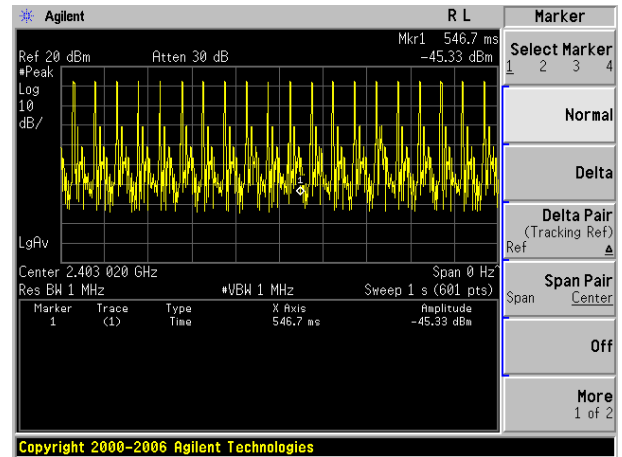 Agilent R L
Mkr1 546.7 ms
Ref 20 dBm Atten 30 dB -45.33 dBm
#Peak
Log
10
dB/
1
LgAv
Center 2.403 020 GHz Span 0 Hz^
Res BW 1 MHz #VBW 1 MHz Sweep 1 s (601 pts)
Marker Trace Type X Axis Amplitude
1 (1) Time 546.7 ms -45.33 dBm
Copyright 2000-2006 Agilent Technologies
Marker
Select Marker
1 2 3 4
Normal
Delta
Delta Pair
(Tracking Ref)
Ref Δ
Span Pair
Span Center
Off
More
1 of 2